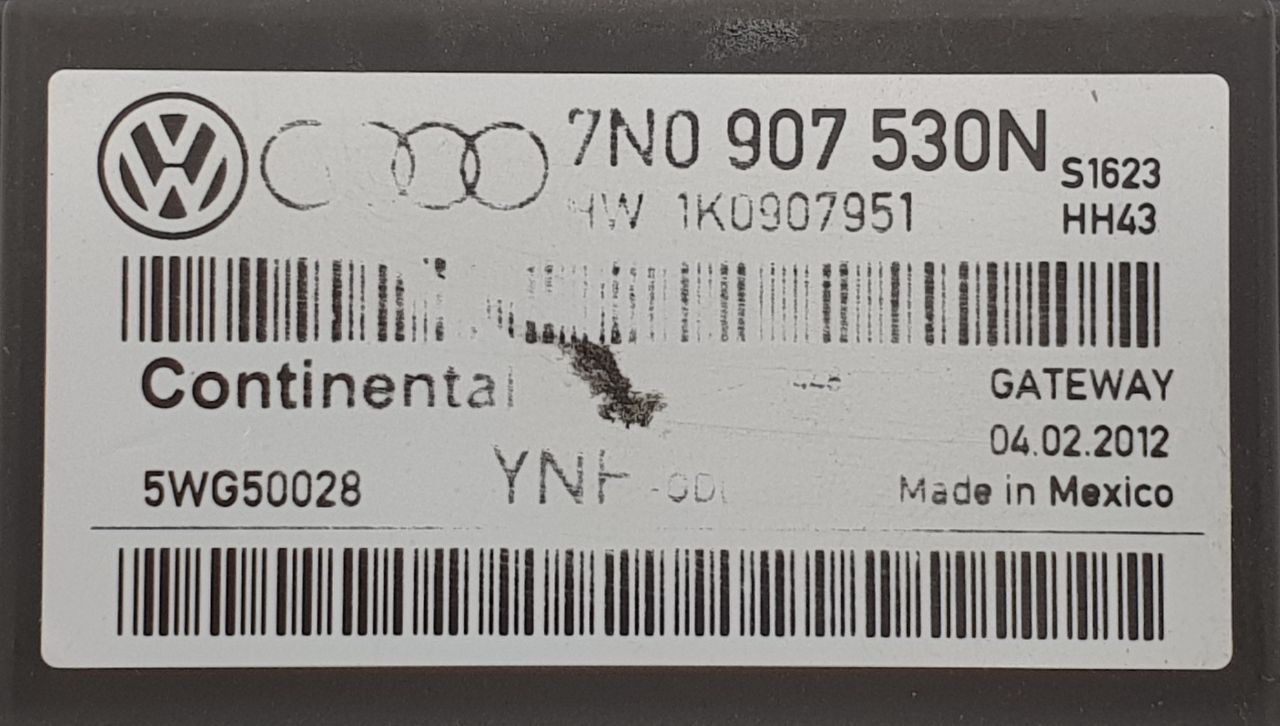 7N0 907 530N
S1623
HW 1K0907951
HH43
Continental
GATEWAY
04.02.2012
5WG50028
Made in Mexico